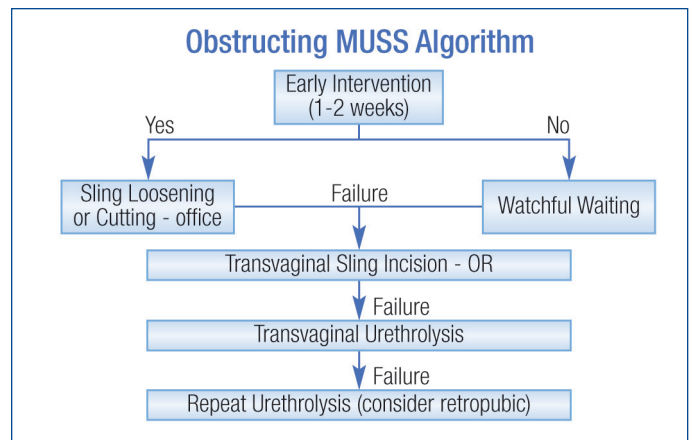 Obstructing MUSS Algorithm
Early Intervention
(1-2 weeks)
Yes
No
Sling Loosening
or Cutting - office
Failure
Watchful Waiting
Transvaginal Sling Incision - OR
Failure
Transvaginal Urethrolysis
Failure
Repeat Urethrolysis (consider retropubic)